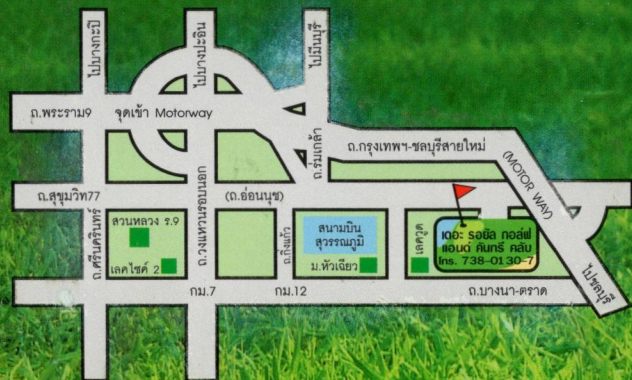 ไปบางกะปิ
ไปบางปะอิน
ไปมีนบุรี
ถ.พระราม9
จุดเข้า Motorway
ถ.ร่มเกล้า
ถ.กรุงเทพฯ-ชลบุรีสายใหม่
(MOTOR WAY)
ถ.สุขุมวิท77
(ถ.อ่อนนุช)
ถ.ศรีนครินทร์
สวนหลวง ร.9
เลคไซค์ 2
ถ.วงแหวนรอบนอก
ถ.กิ่งแก้ว
สนามบิน
สุวรรณภูมิ
ม.หัวเฉียว
เลควูด
เดอะ รอยัล กอล์ฟ
แอนด์ คันทรี คลับ
โทร. 738-0130-7
ไปชลบุรี
กม.7
กม.12
ถ.บางนา-ตราด